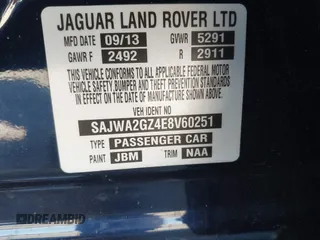 JAGUAR LAND ROVER LTD
MFD DATE 09/13 GVWR 5291
GAWR F 2492 R 2911
THIS VEHICLE CONFORMS TO ALL APPLICABLE FEDERAL MOTOR
VEHICLE SAFETY BUMPER AND THEFT PREVENTION STANDARDS
IN EFFECT ON THE DATE OF MANUFACTURE SHOWN ABOVE
VEH IDENT NO
SAJWA2GZ4E8V60251
TYPE PASSENGER CAR
PAINT JBM TRIM NAA
DREAMBID